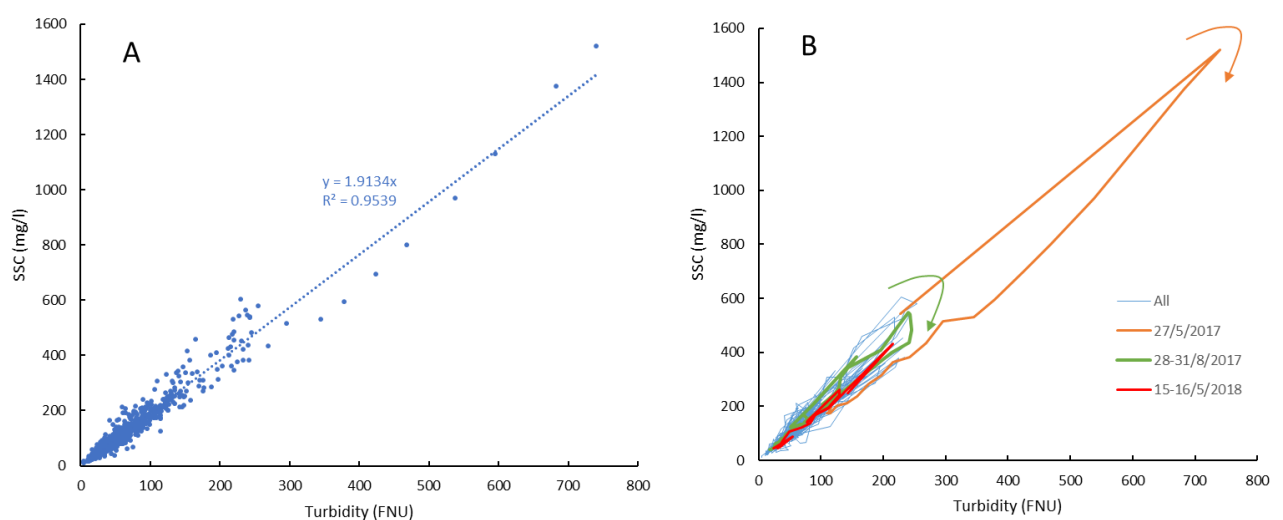 A
1600
1400
1200
1000
800
600
400
200
0
SSC (mg/l)
y = 1.9134x
R² = 0.9539
0 100 200 300 400 500 600 700 800
Turbidity (FNU)
B
1600
1400
1200
1000
800
600
400
200
0
SSC (mg/l)
All
27/5/2017
28-31/8/2017
15-16/5/2018
0 100 200 300 400 500 600 700 800
Turbidity (FNU)